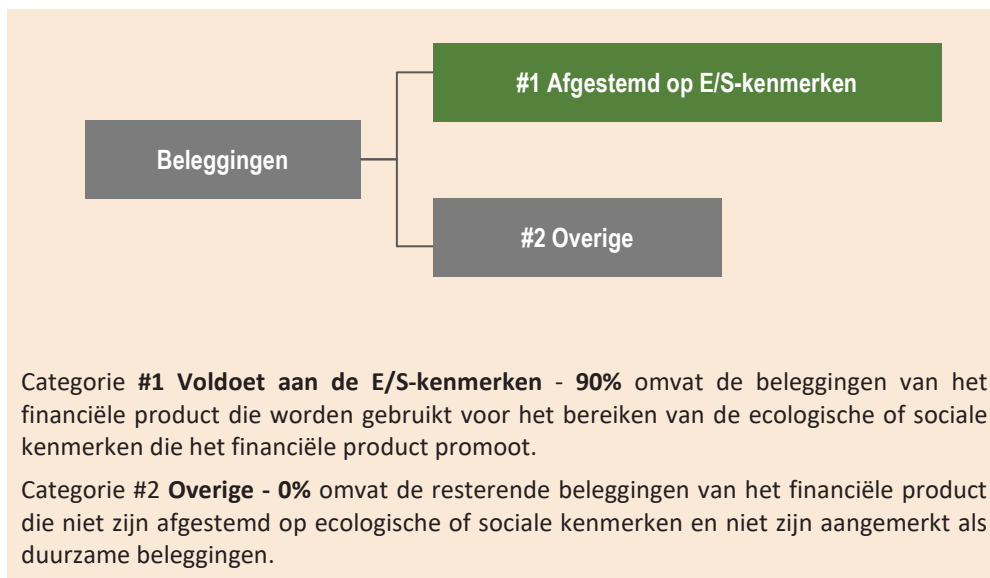 #1 Afgestemd op E/S-kenmerken
Beleggingen
#2 Overige
Categorie #1 Voldoet aan de E/S-kenmerken - 90% omvat de beleggingen van het
financiële product die worden gebruikt voor het bereiken van de ecologische of sociale
kenmerken die het financiële product promoot.
Categorie #2 Overige - 0% omvat de resterende beleggingen van het financiële product
die niet zijn afgestemd op ecologische of sociale kenmerken en niet zijn aangemerkt als
duurzame beleggingen.